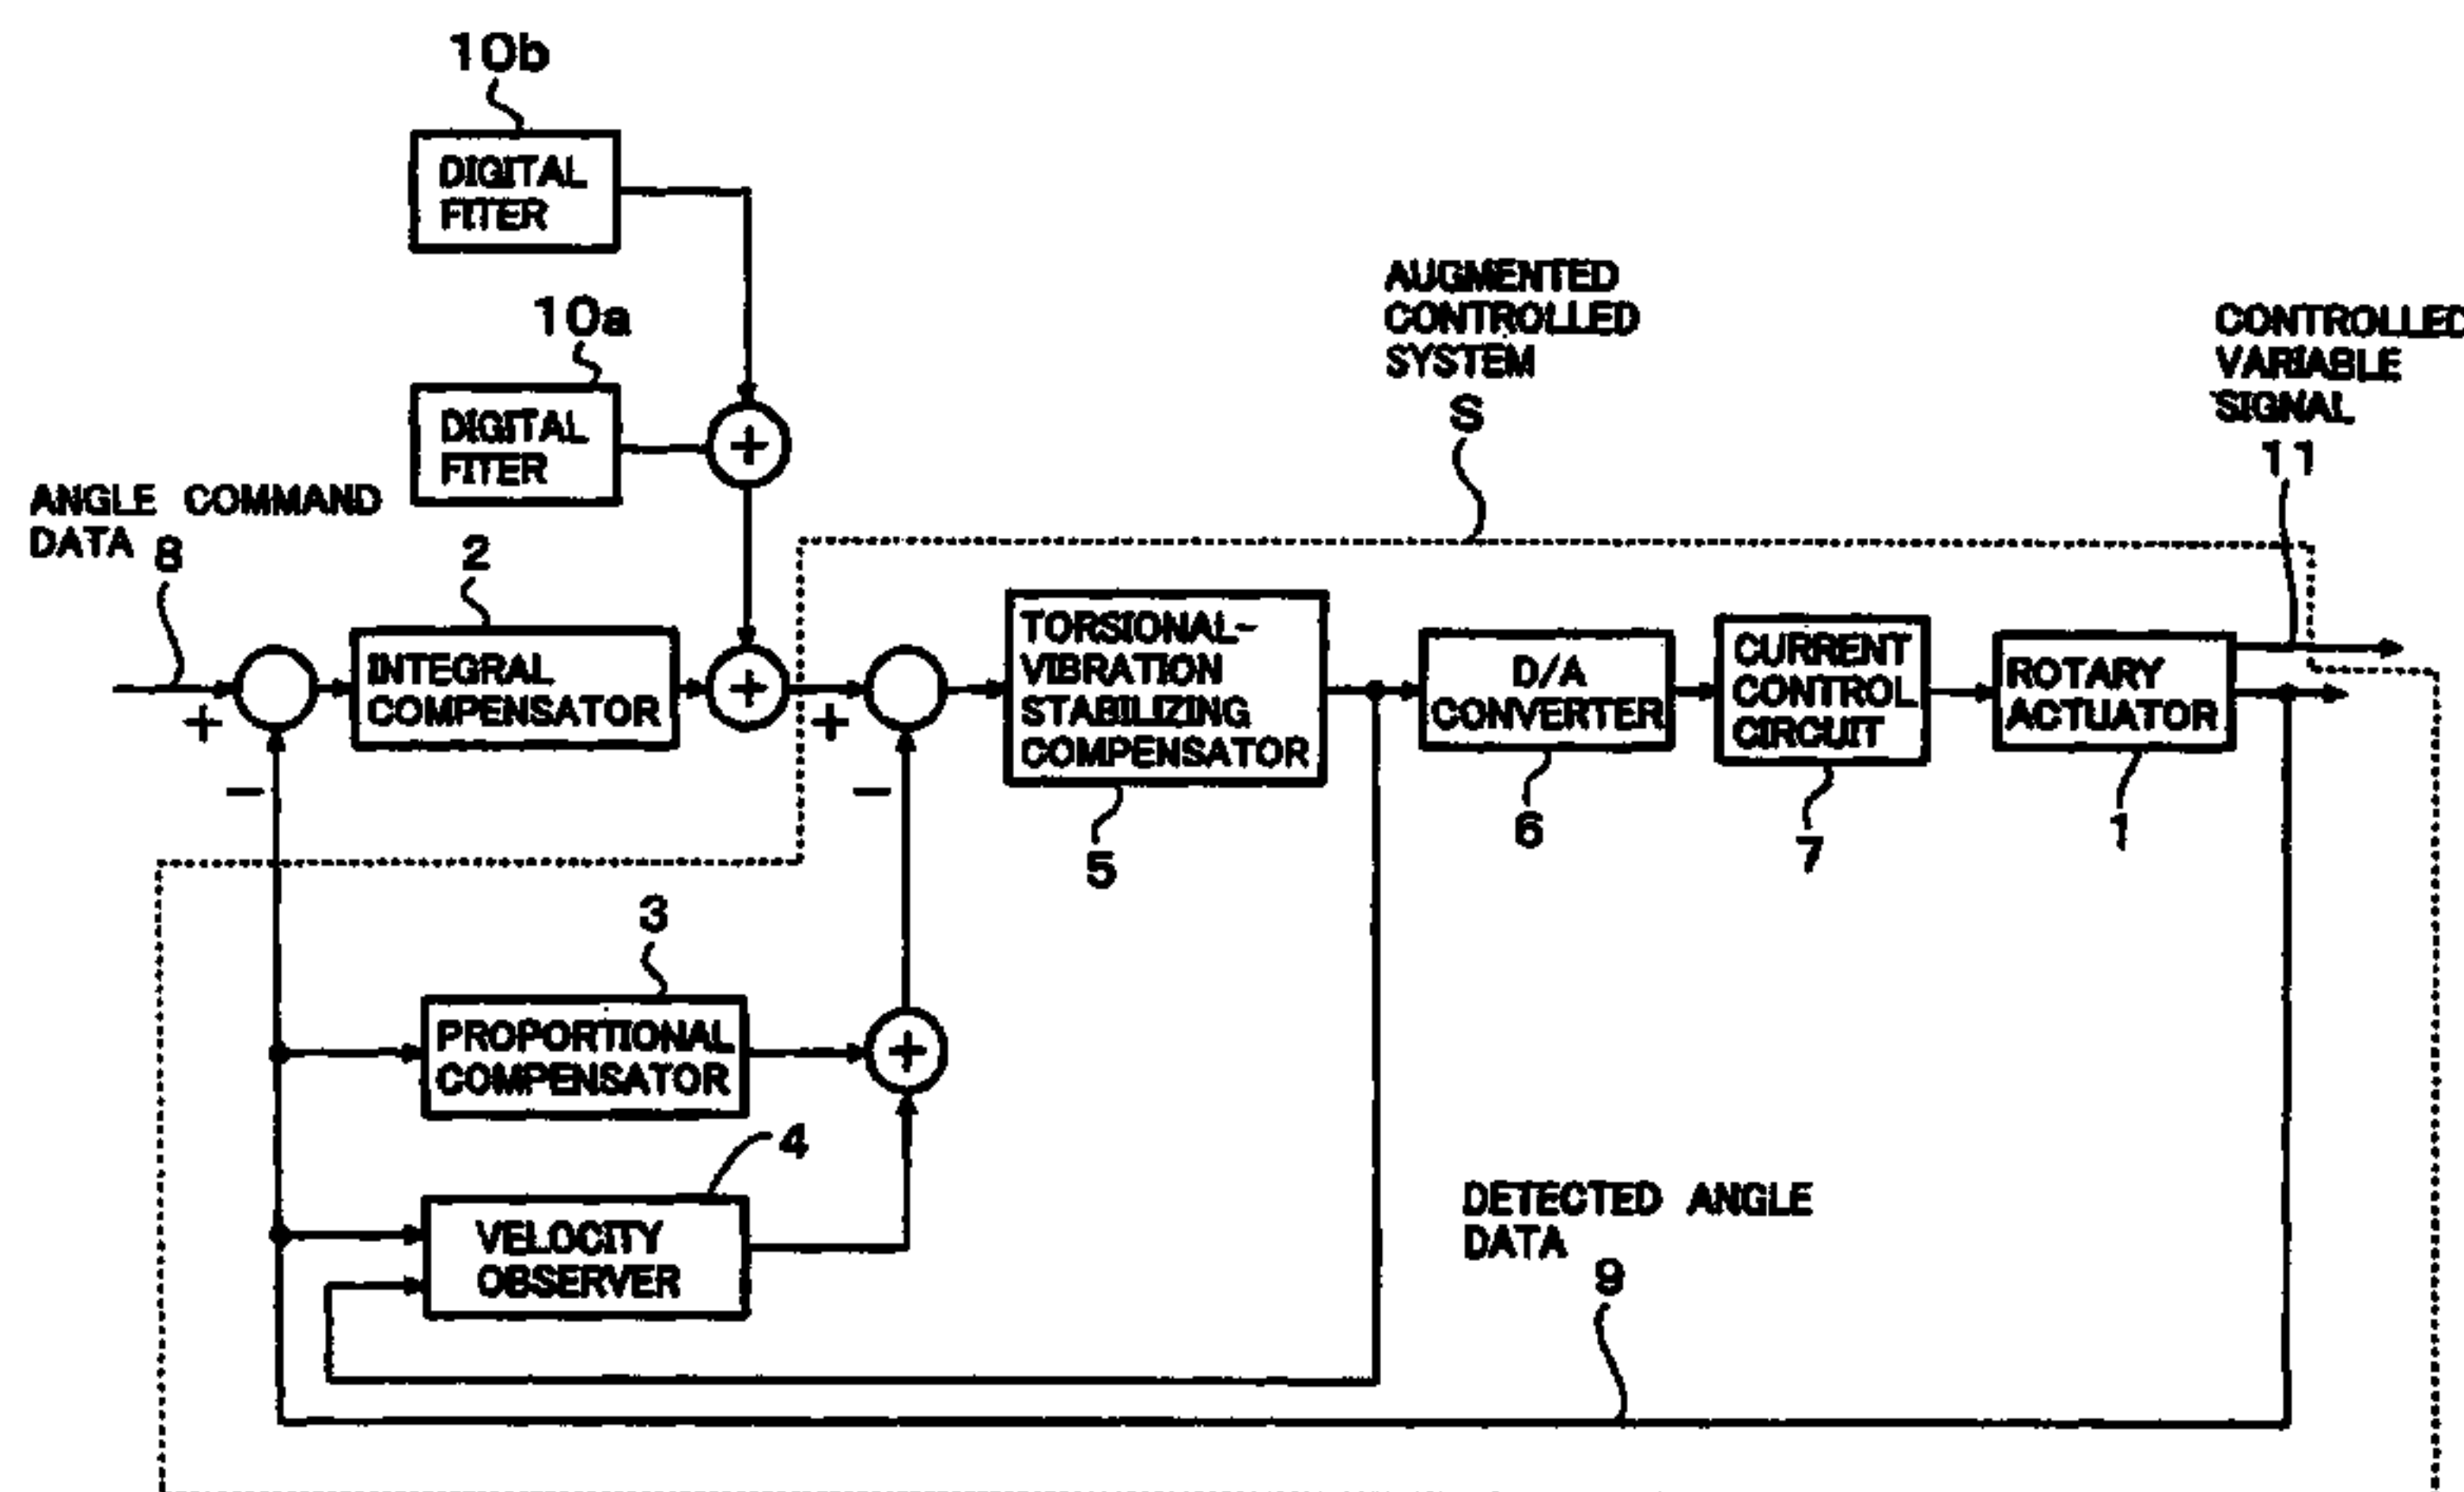 10b
DIGITAL
FITER
10a
DIGITAL
FITER
+
AUGMENTED
CONTROLLED
SYSTEM
S
CONTROLLED
VARIABLE
SIGNAL
11
ANGLE COMMAND
DATA 8
2
INTEGRAL
COMPENSATOR
+
+
+
−
−
TORSIONAL-
VIBRATION
STABILIZING
COMPENSATOR
5
D/A
CONVERTER
6
CURRENT
CONTROL
CIRCUIT
7
ROTARY
ACTUATOR
1
3
PROPORTIONAL
COMPENSATOR
+
4
VELOCITY
OBSERVER
DETECTED ANGLE
DATA
9